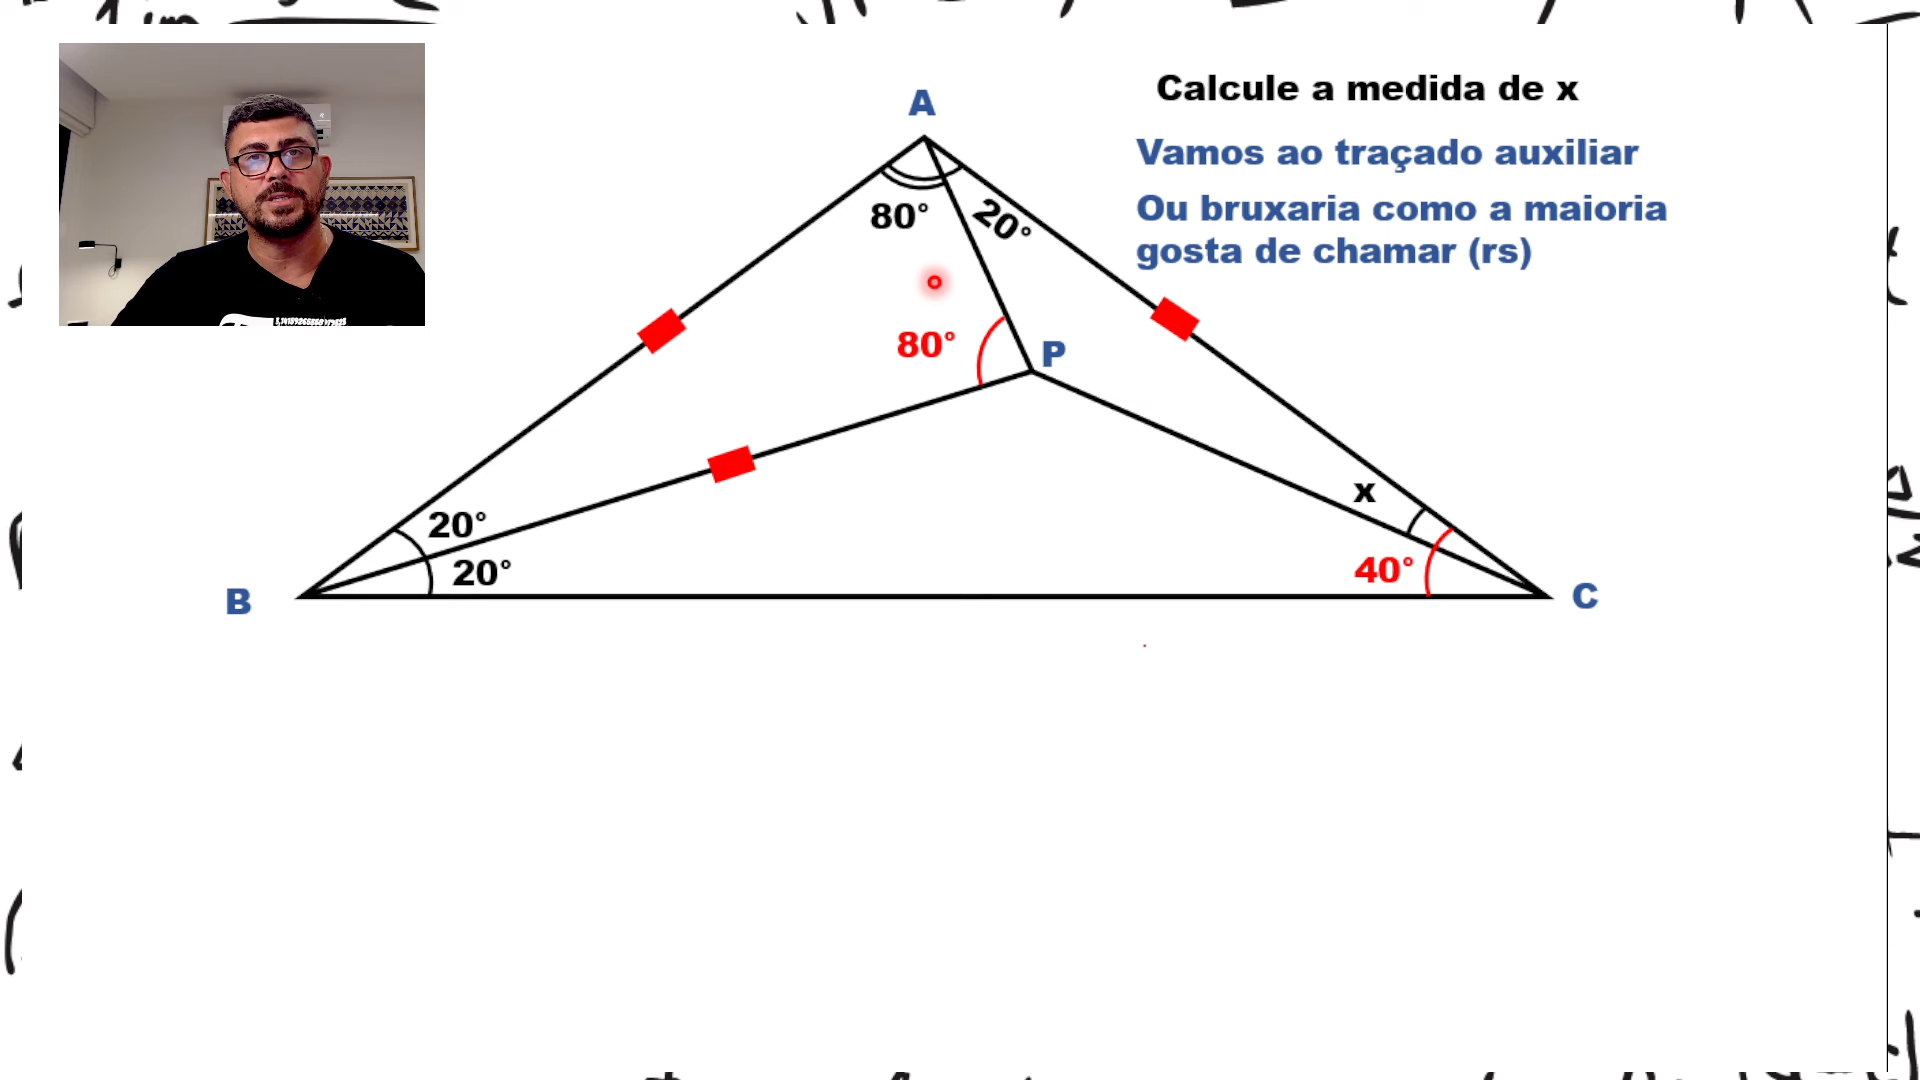 A
Calcule a medida de x
Vamos ao traçado auxiliar
Ou bruxaria como a maioria
gosta de chamar (rs)
80°
20°
80°
P
x
20°
20°
40°
B
C